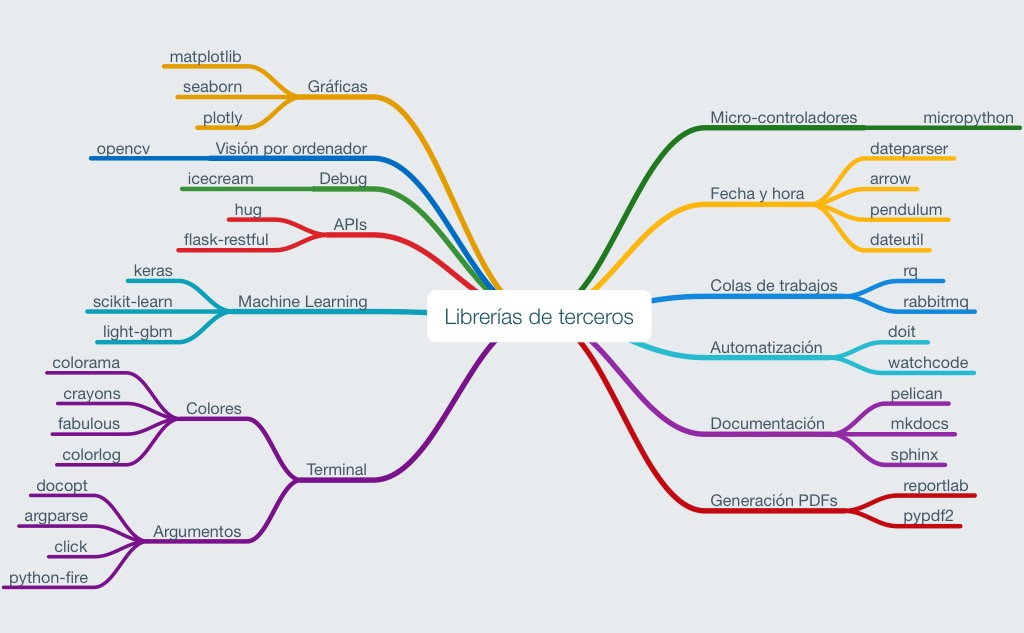 Librerías de terceros
Gráficas
matplotlib
seaborn
plotly
Visión por ordenador
opencv
Debug
icecream
APIs
hug
flask-restful
Machine Learning
keras
scikit-learn
light-gbm
Terminal
Colores
colorama
crayons
fabulous
colorlog
Argumentos
docopt
argparse
click
python-fire
Micro-controladores
micropython
Fecha y hora
dateparser
arrow
pendulum
dateutil
Colas de trabajos
rq
rabbitmq
Automatización
doit
watchcode
Documentación
pelican
mkdocs
sphinx
Generación PDFs
reportlab
pypdf2